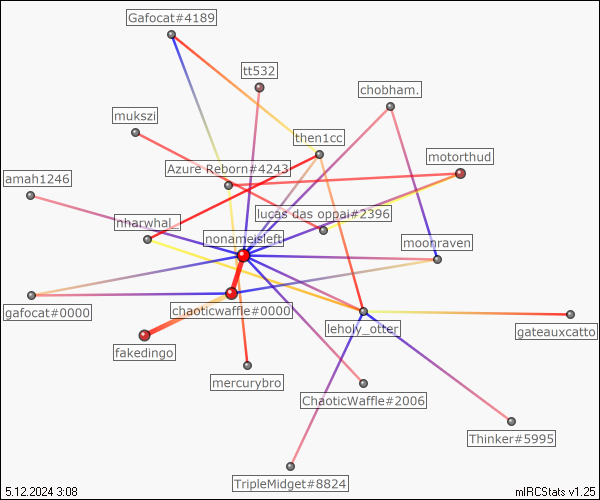 Gafocat#4189
tt532
chobham.
mukszi
then1cc
motorthud
Azure Reborn#4243
amah1246
lucas das oppai#2396
nharwhal_
nonameisleft
moonraven
gafocat#0000
chaoticwaffle#0000
leholy_otter
gateauxcatto
fakedingo
mercurybro
ChaoticWaffle#2006
Thinker#5995
TripleMidget#8824
5.12.2024 3:08
mIRCStats v1.25